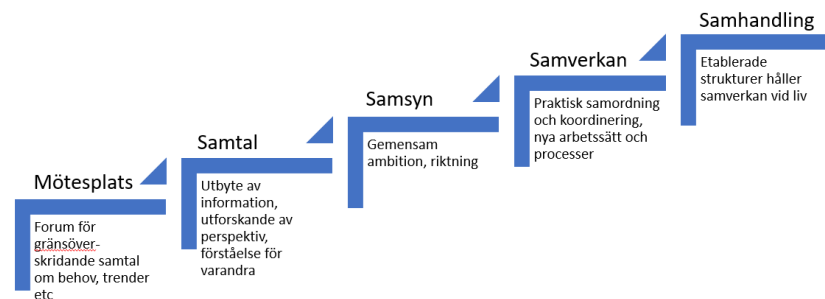 Mötesplats
Forum för
gränsöver-
skridande samtal
om behov, trender
etc
Samtal
Utbyte av
information,
utforskande av
perspektiv,
förståelse för
varandra
Samsyn
Gemensam
ambition, riktning
Samverkan
Praktisk samordning
och koordinering,
nya arbetssätt och
processer
Samhandling
Etablerade
strukturer håller
samverkan vid liv